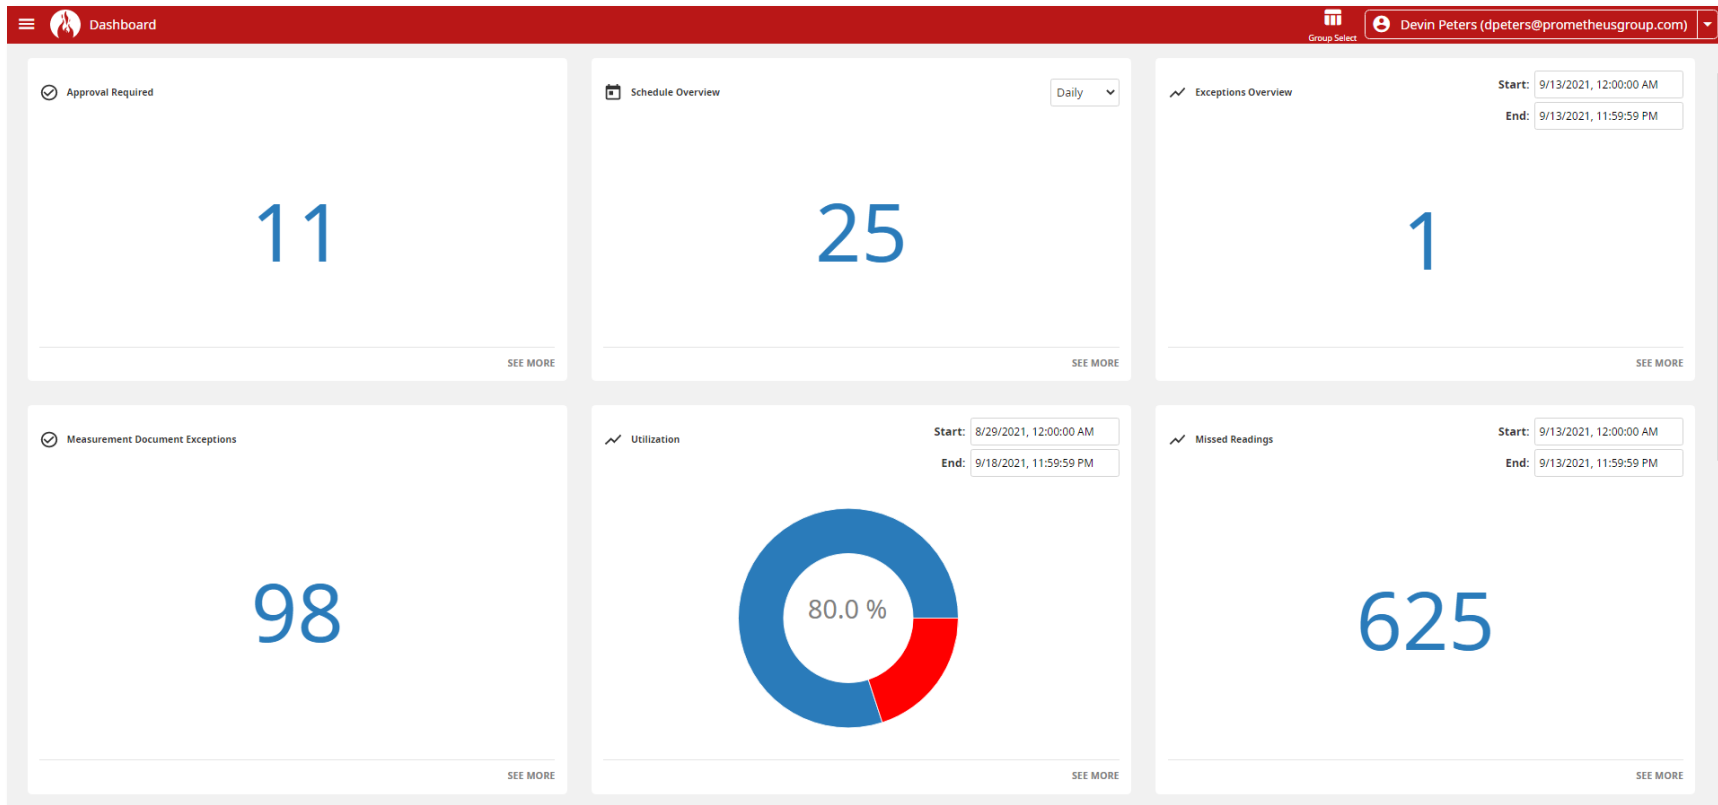 Dashboard
Group Select
Devin Peters (dpeters@prometheusgroup.com)
Approval Required
11
SEE MORE
Schedule Overview
Daily
25
SEE MORE
Exceptions Overview
Start: 9/13/2021, 12:00:00 AM
End: 9/13/2021, 11:59:59 PM
1
SEE MORE
Measurement Document Exceptions
98
SEE MORE
Utilization
Start: 8/29/2021, 12:00:00 AM
End: 9/18/2021, 11:59:59 PM
80.0 %
SEE MORE
Missed Readings
Start: 9/13/2021, 12:00:00 AM
End: 9/13/2021, 11:59:59 PM
625
SEE MORE